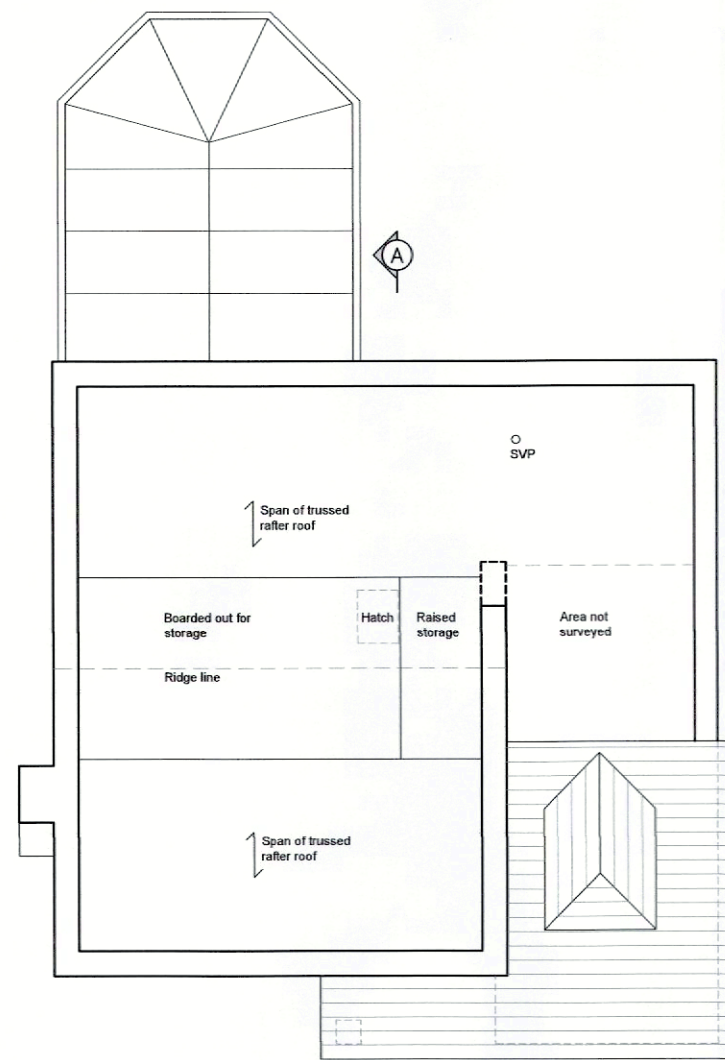 A
SVP
Span of trussed
rafter roof
Boarded out for
storage
Hatch
Raised
storage
Area not
surveyed
Ridge line
Span of trussed
rafter roof